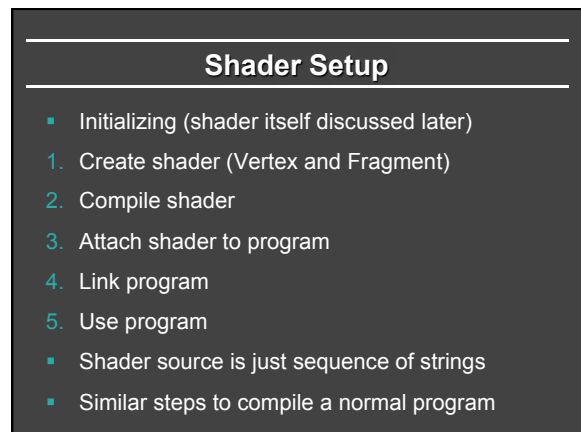 Shader Setup
▪ Initializing (shader itself discussed later)
1. Create shader (Vertex and Fragment)
2. Compile shader
3. Attach shader to program
4. Link program
5. Use program
▪ Shader source is just sequence of strings
▪ Similar steps to compile a normal program